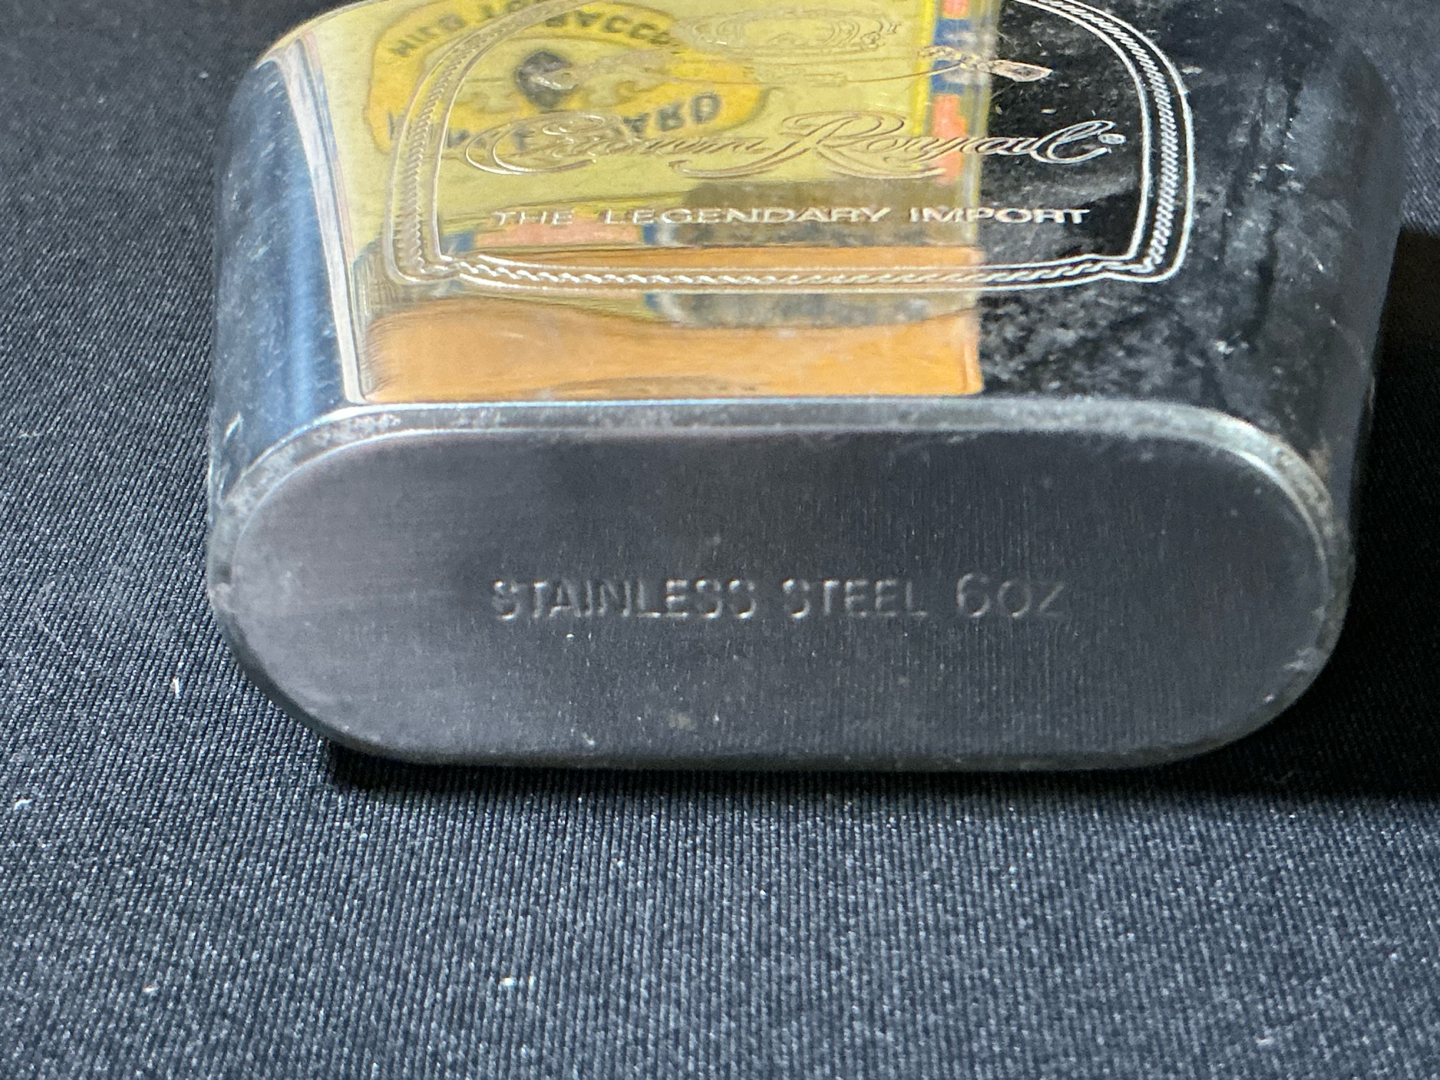 Crown Royal®
THE LEGENDARY IMPORT
STAINLESS STEEL 6oz